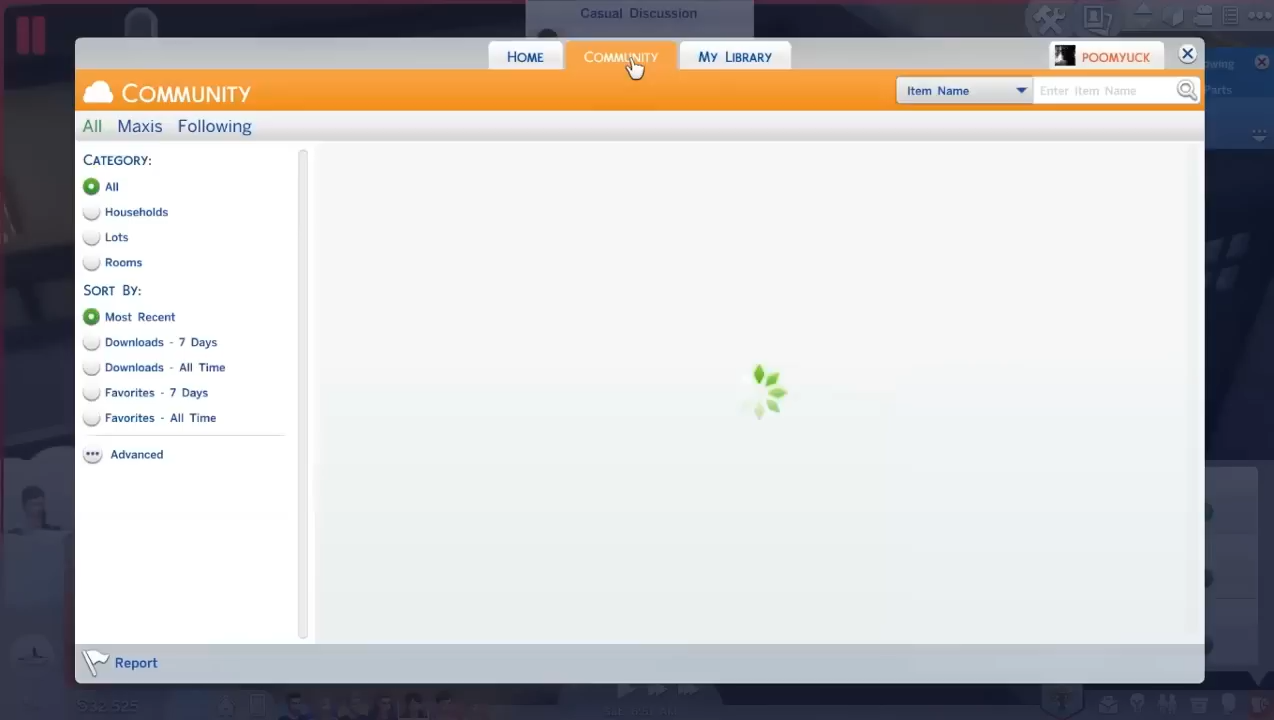 Casual Discussion
HOME
COMMUNITY
MY LIBRARY
POOMYUCK
COMMUNITY
Item Name
Enter Item Name
All Maxis Following
CATEGORY:
All
Households
Lots
Rooms
SORT BY:
Most Recent
Downloads - 7 Days
Downloads - All Time
Favorites - 7 Days
Favorites - All Time
Advanced
Report
Parts